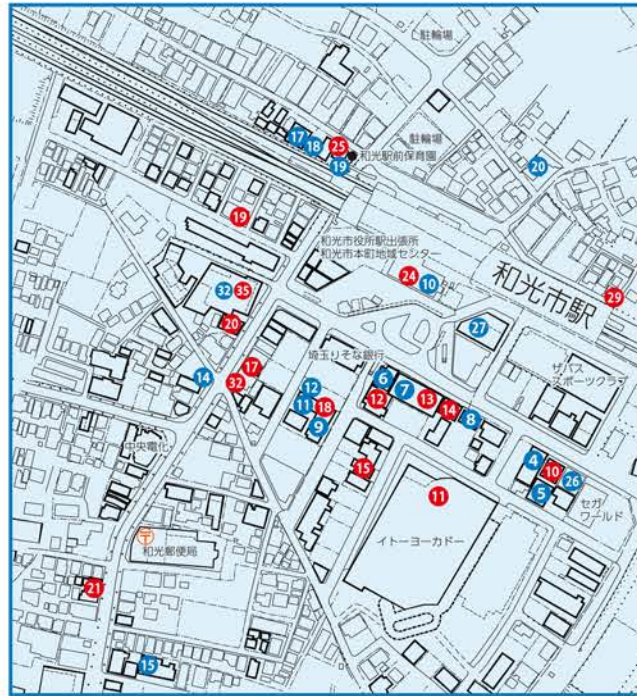 駐輪場
17
18
25
駐輪場
和光駅前保育園
19
20
19
和光市役所駅出張所
和光市本町地域センター
24
10
和光市駅
29
32
35
20
27
埼玉りそな銀行
ザバス
スポーツクラブ
14
17
32
12
11
18
9
6
7
12
13
14
8
中央電化
15
4
10
26
5
11
セガ
ワールド
イトーヨーカドー
〒
和光郵便局
21
15